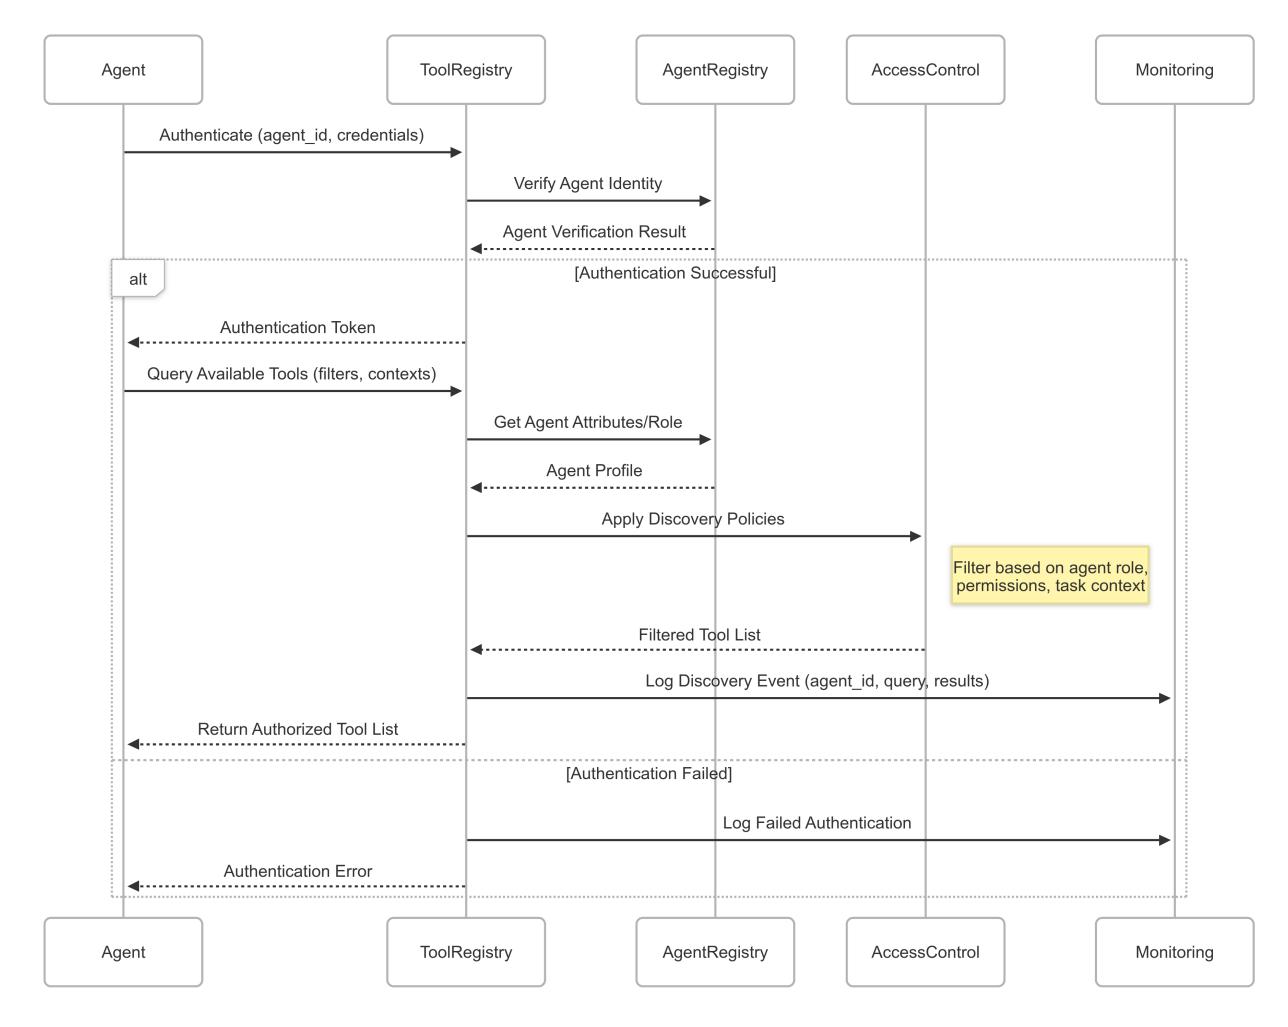 Agent
ToolRegistry
AgentRegistry
AccessControl
Monitoring
Authenticate (agent_id, credentials)
Verify Agent Identity
Agent Verification Result
alt
[Authentication Successful]
Authentication Token
Query Available Tools (filters, contexts)
Get Agent Attributes/Role
Agent Profile
Apply Discovery Policies
Filter based on agent role,
permissions, task context
Filtered Tool List
Log Discovery Event (agent_id, query, results)
Return Authorized Tool List
[Authentication Failed]
Log Failed Authentication
Authentication Error
Agent
ToolRegistry
AgentRegistry
AccessControl
Monitoring